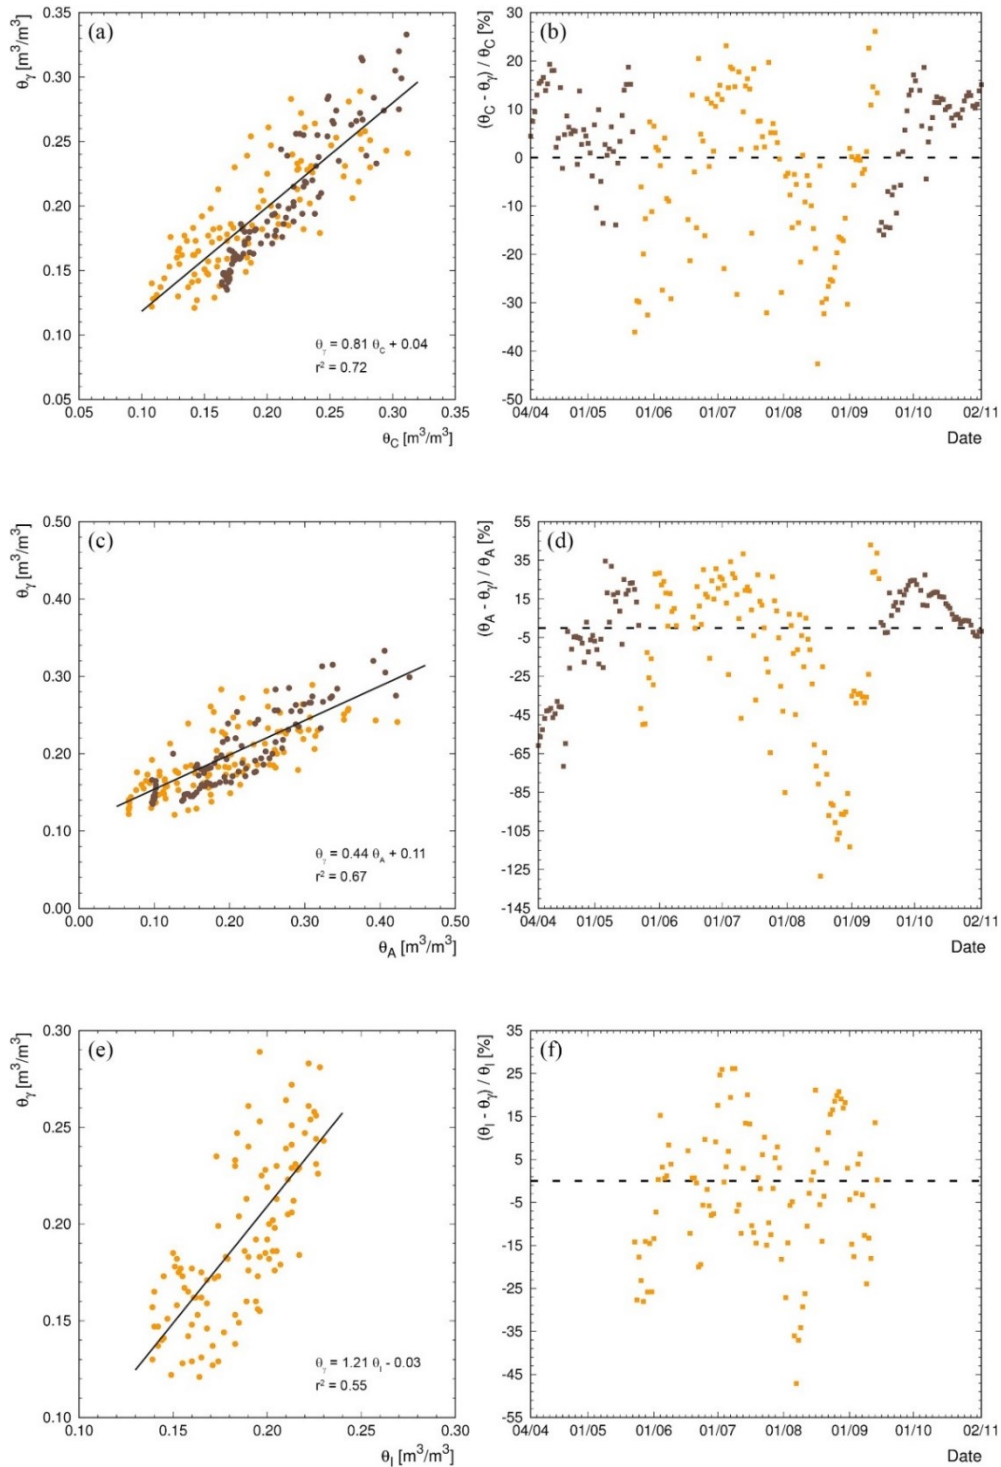 (a)
θγ [m³/m³]
0.35
0.30
0.25
0.20
0.15
0.10
0.05
0.05 0.10 0.15 0.20 0.25 0.30 0.35
θC [m³/m³]
θγ = 0.81 θC + 0.04
r² = 0.72
(b)
(θC - θγ) / θC [%]
30
20
10
0
-10
-20
-30
-40
-50
04/04 01/05 01/06 01/07 01/08 01/09 01/10 02/11
Date
(c)
θγ [m³/m³]
0.50
0.40
0.30
0.20
0.10
0.00
0.00 0.10 0.20 0.30 0.40 0.50
θA [m³/m³]
θγ = 0.44 θA + 0.11
r² = 0.67
(d)
(θA - θγ) / θA [%]
55
35
15
-5
-25
-45
-65
-85
-105
-125
-145
04/04 01/05 01/06 01/07 01/08 01/09 01/10 02/11
Date
(e)
θγ [m³/m³]
0.30
0.25
0.20
0.15
0.10
0.10 0.15 0.20 0.25 0.30
θI [m³/m³]
θγ = 1.21 θI - 0.03
r² = 0.55
(f)
(θI - θγ) / θI [%]
35
25
15
5
-5
-15
-25
-35
-45
-55
04/04 01/05 01/06 01/07 01/08 01/09 01/10 02/11
Date